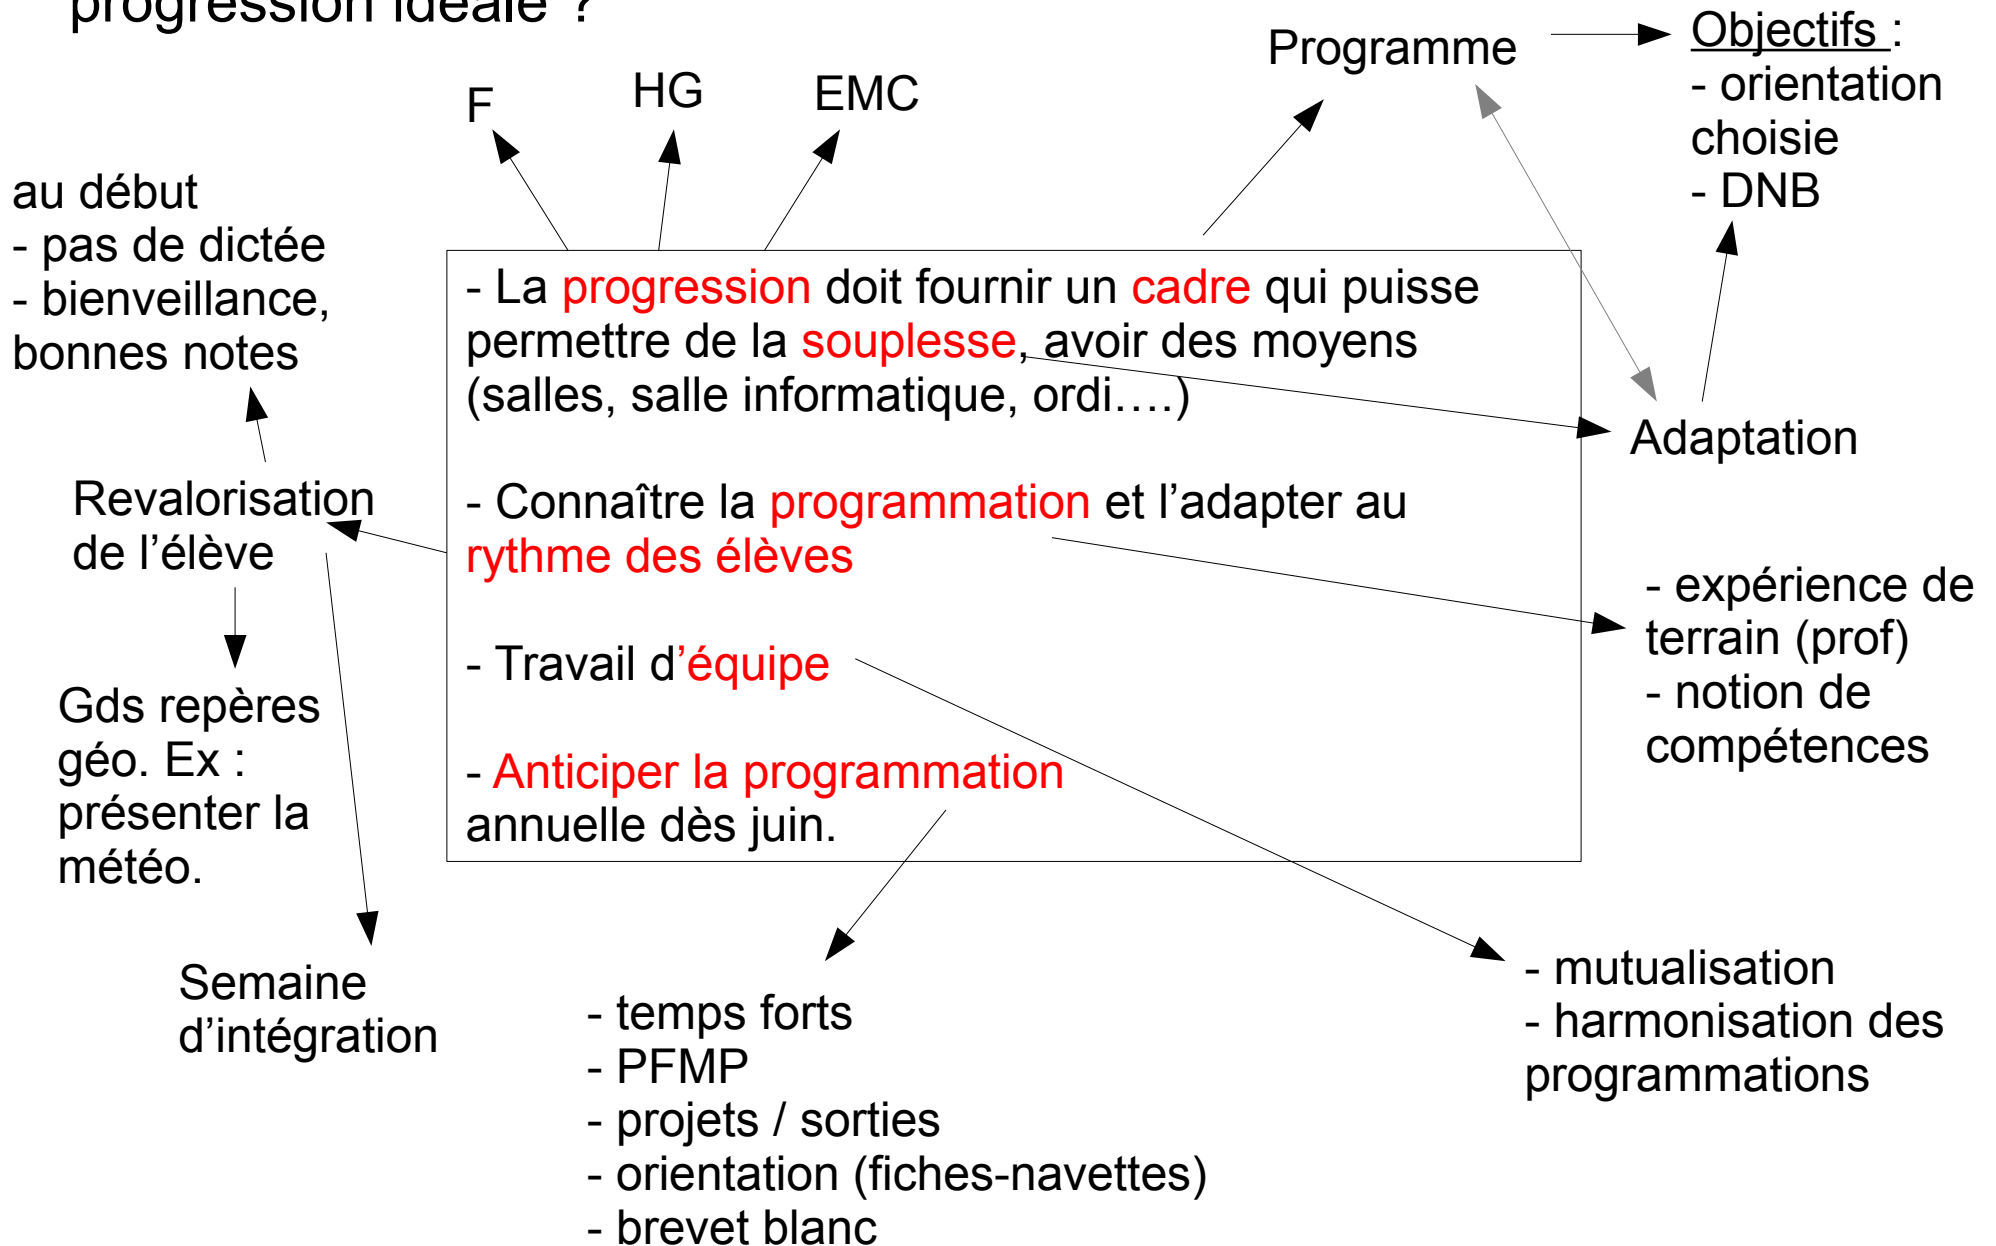 progression idéale ?
Programme
Objectifs :
- orientation
choisie
- DNB
F
HG
EMC
au début
- pas de dictée
- bienveillance,
bonnes notes
- La progression doit fournir un cadre qui puisse
permettre de la souplesse, avoir des moyens
(salles, salle informatique, ordi….)
Adaptation
Revalorisation
de l’élève
- Connaître la programmation et l’adapter au
rythme des élèves
- expérience de
terrain (prof)
- notion de
compétences
- Travail d’équipe
Gds repères
géo. Ex :
présenter la
météo.
- Anticiper la programmation
annuelle dès juin.
Semaine
d’intégration
- temps forts
- PFMP
- projets / sorties
- orientation (fiches-navettes)
- brevet blanc
- mutualisation
- harmonisation des
programmations